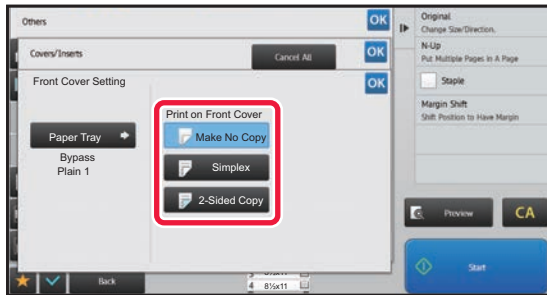 Others
OK
Covers/Inserts
Cancel All
OK
Front Cover Setting
OK
Paper Tray
Bypass
Plain 1
Print on Front Cover
Make No Copy
Simplex
2-Sided Copy
Back
4 8½x11
Original
Change Size/Direction.
N-Up
Put Multiple Pages in A Page
Staple
Margin Shift
Shift Position to Have Margin
Preview
CA
Start